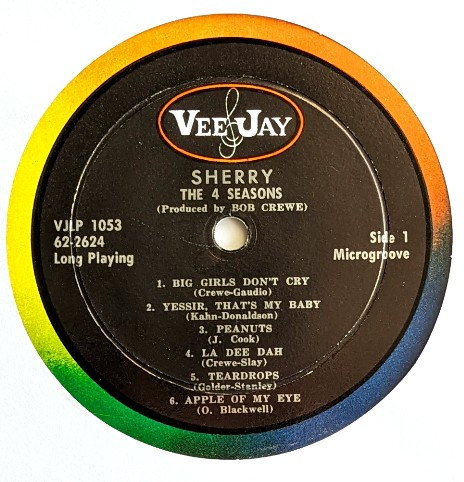 VEE JAY
SHERRY
THE 4 SEASONS
(Produced by BOB CREWE)
VJLP 1053
62-2624
Long Playing
Side 1
Microgroove
1. BIG GIRLS DON'T CRY
(Crewe-Gaudio)
2. YESSIR, THAT'S MY BABY
(Kahn-Donaldson)
3. PEANUTS
(J. Cook)
4. LA DEE DAH
(Crewe-Slay)
5. TEARDROPS
(Golder-Stanley)
6. APPLE OF MY EYE
(O. Blackwell)